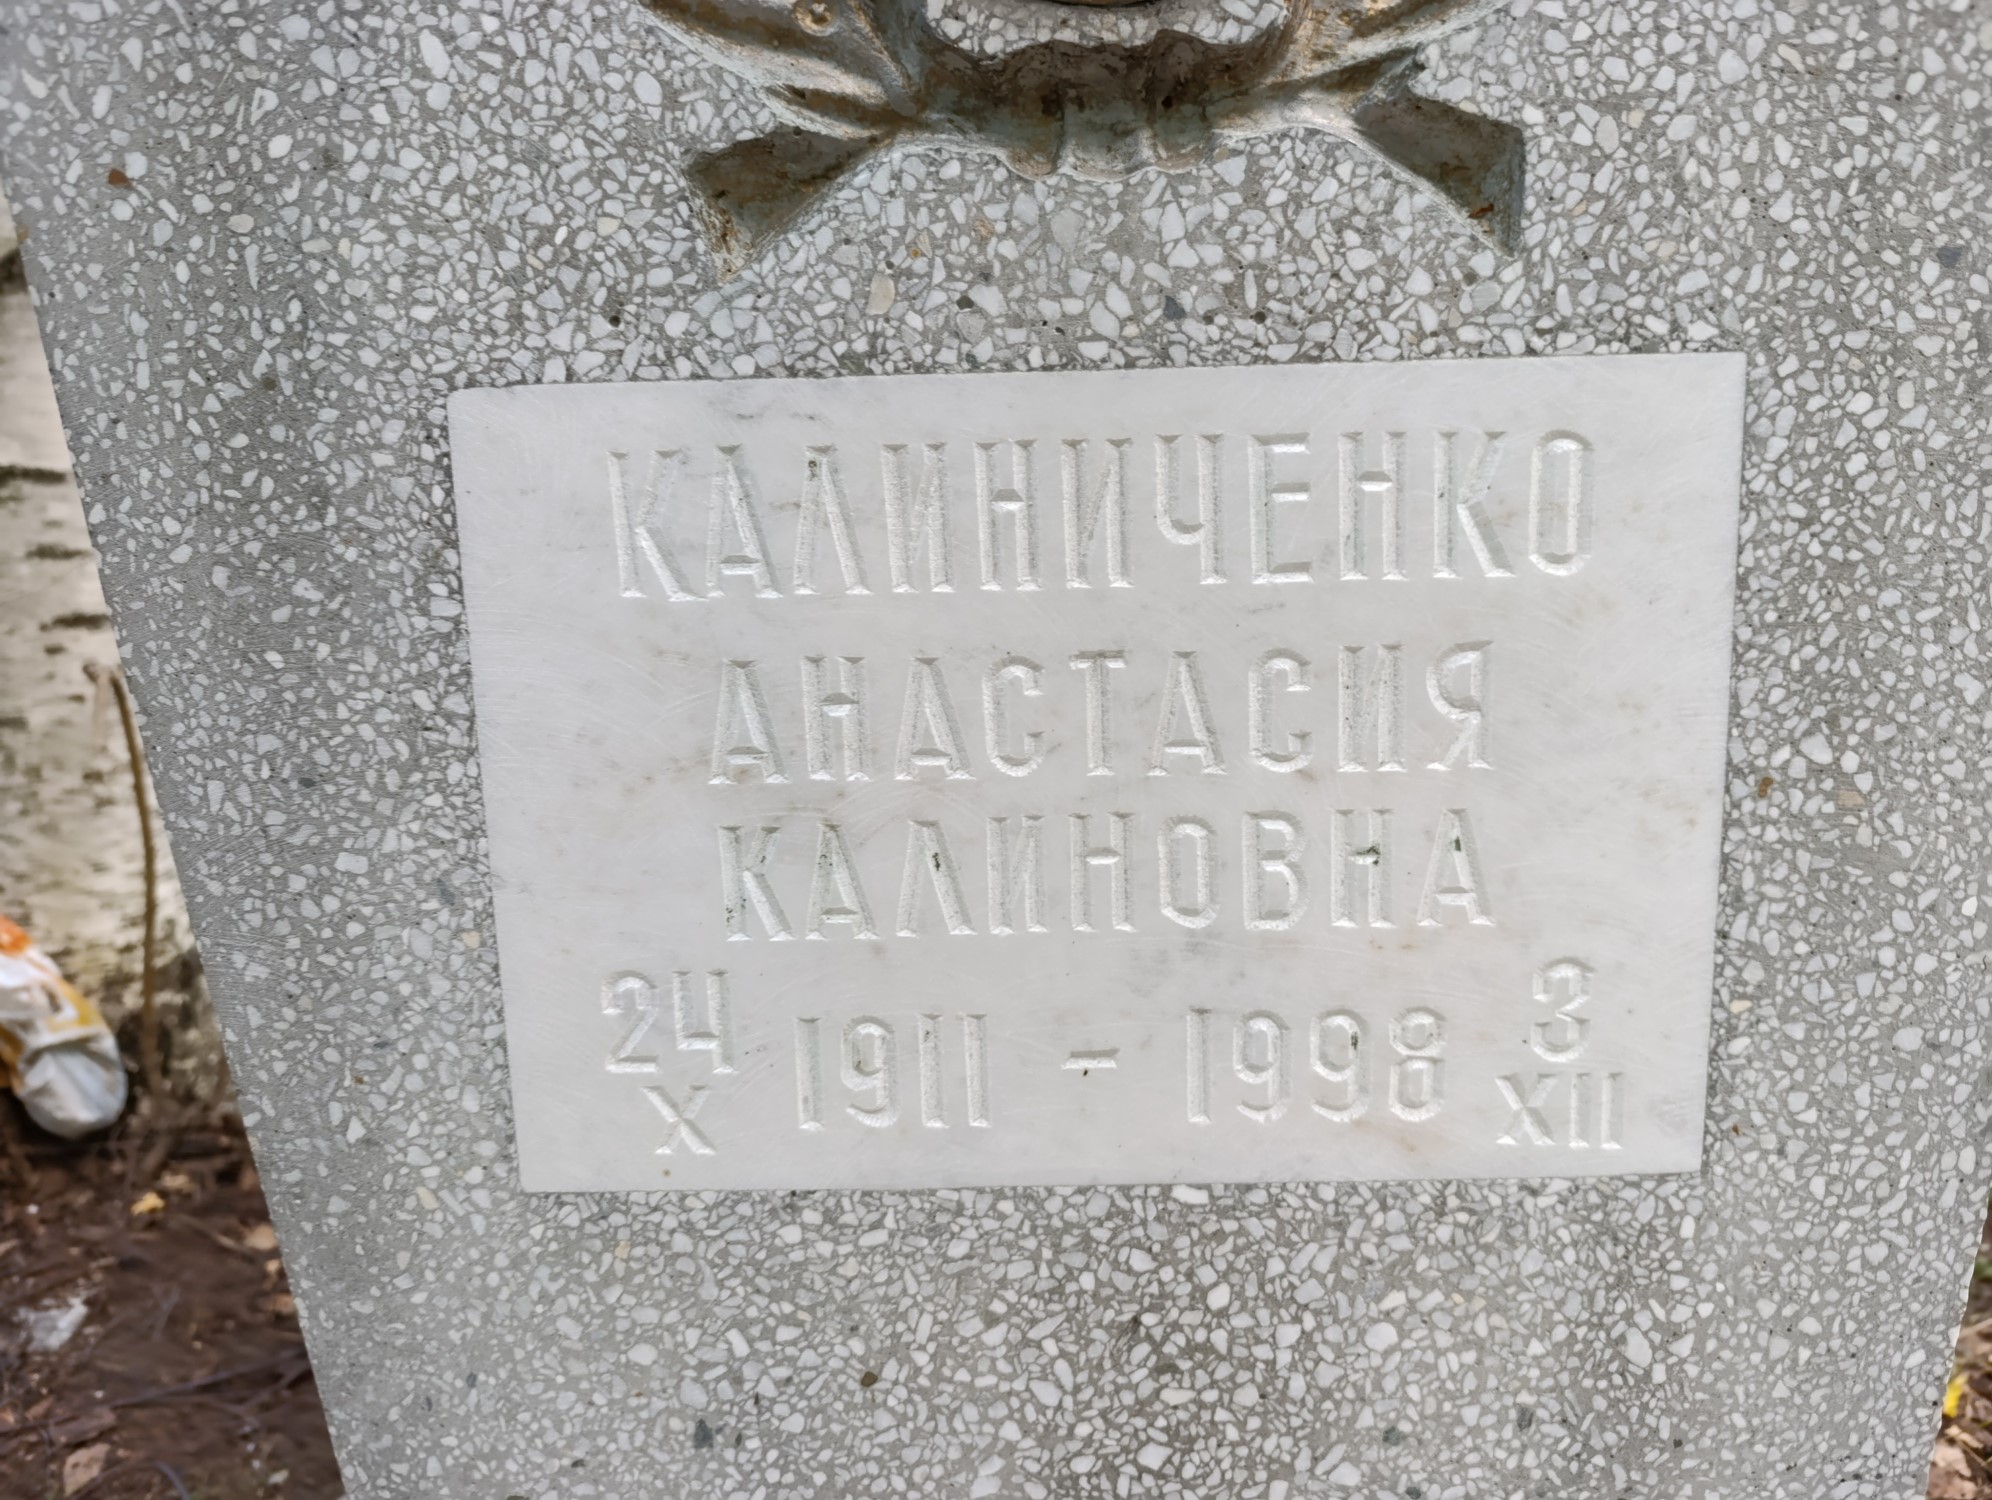 КАЛИНИЧЕНКО
АНАСТАСИЯ
КАЛИНОВНА
24 X 1911 - 1998 3 XII